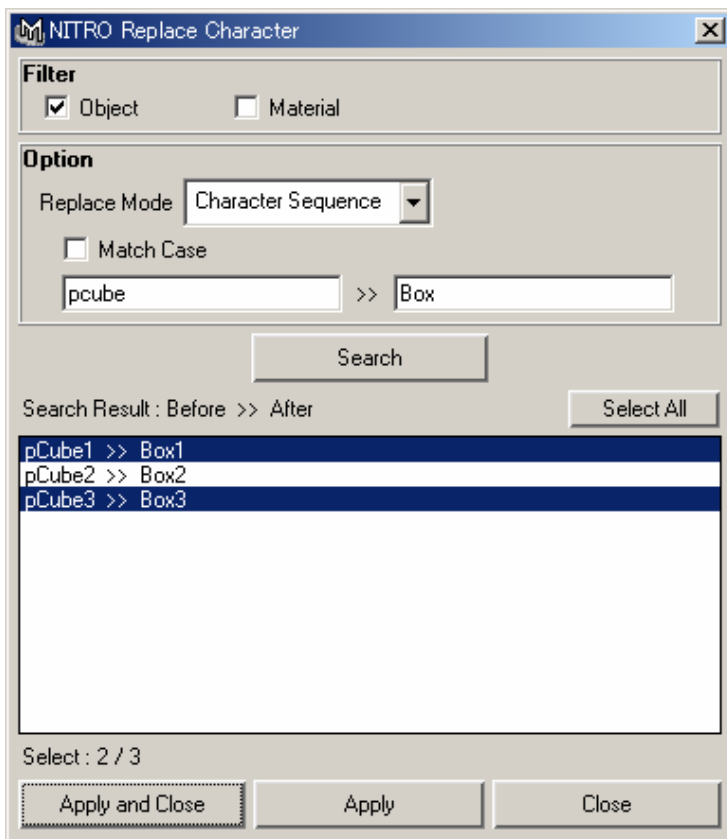 NITRO Replace Character
Filter
Object Material
Option
Replace Mode Character Sequence
Match Case
pcube >> Box
Search
Search Result : Before >> After Select All
pCube1 >> Box1
pCube2 >> Box2
pCube3 >> Box3
Select : 2 / 3
Apply and Close Apply Close